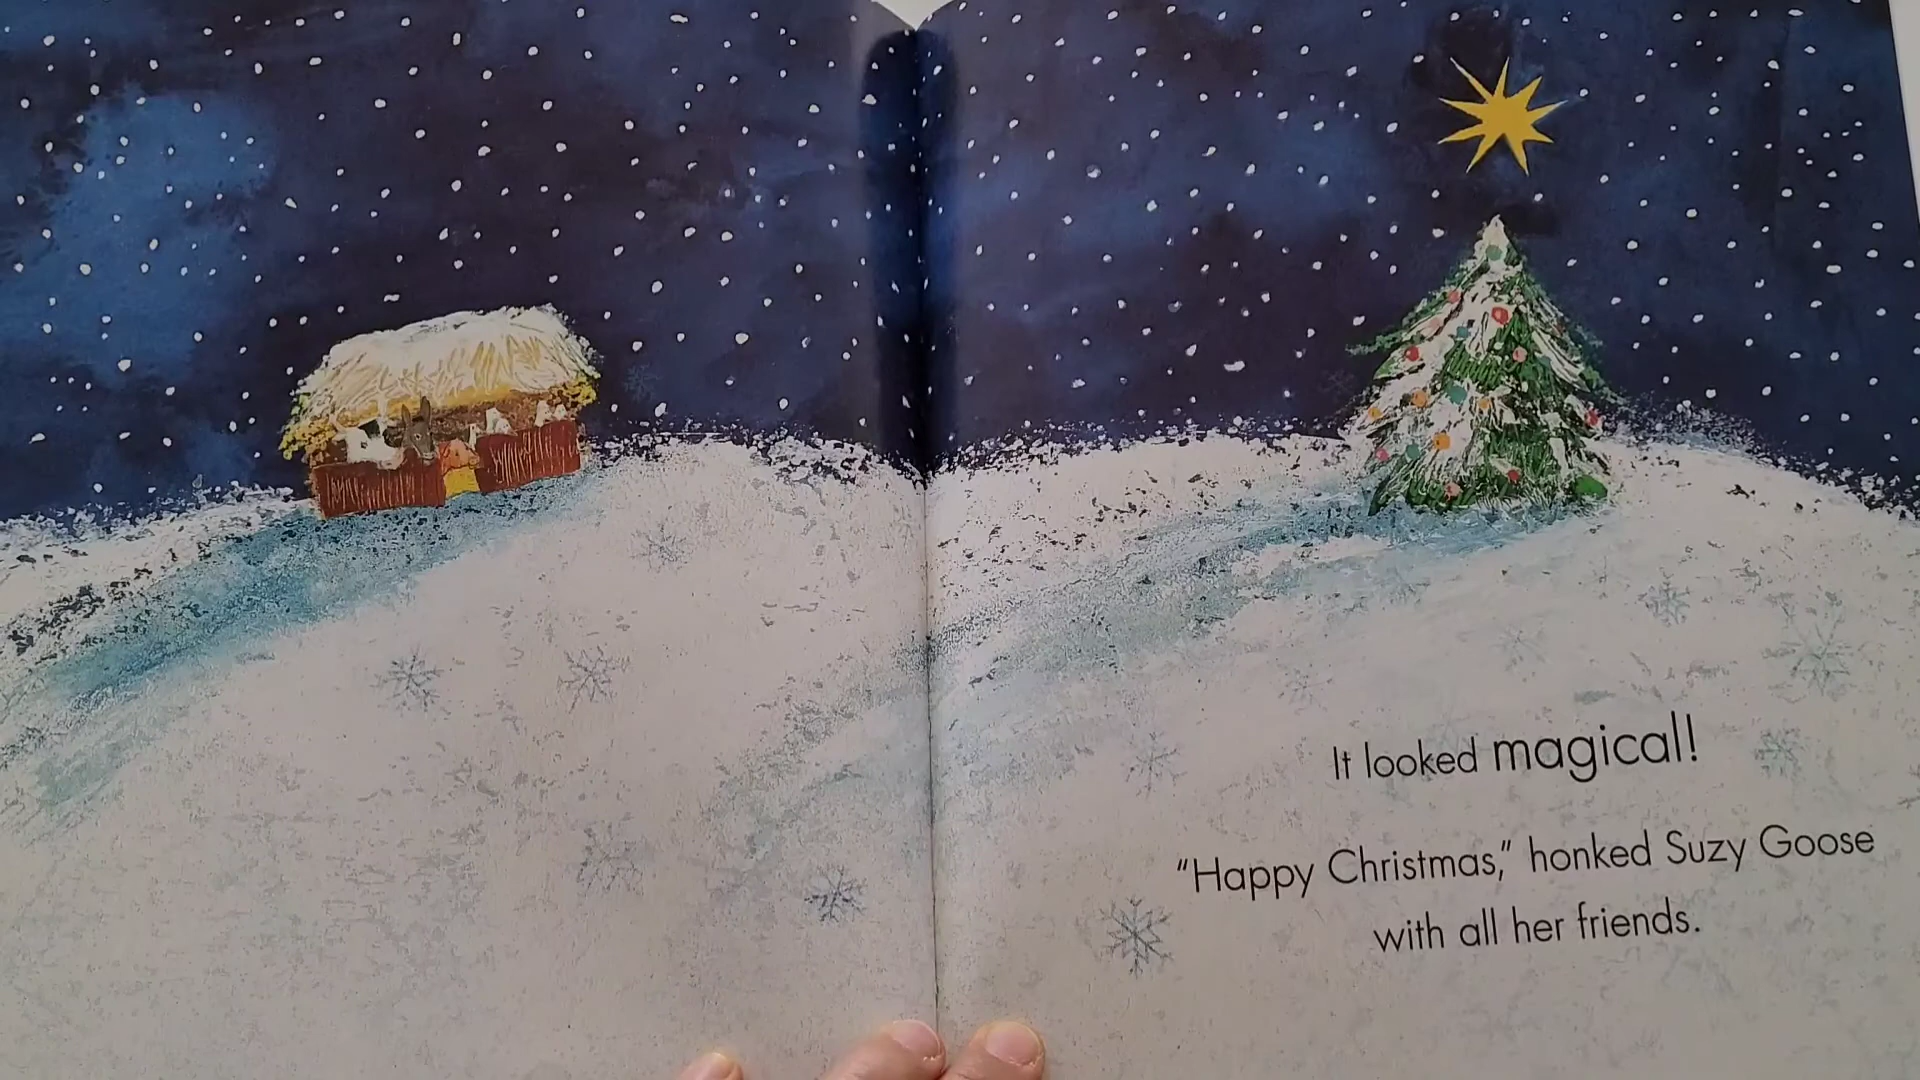 It looked magical!
"Happy Christmas," honked Suzy Goose
with all her friends.